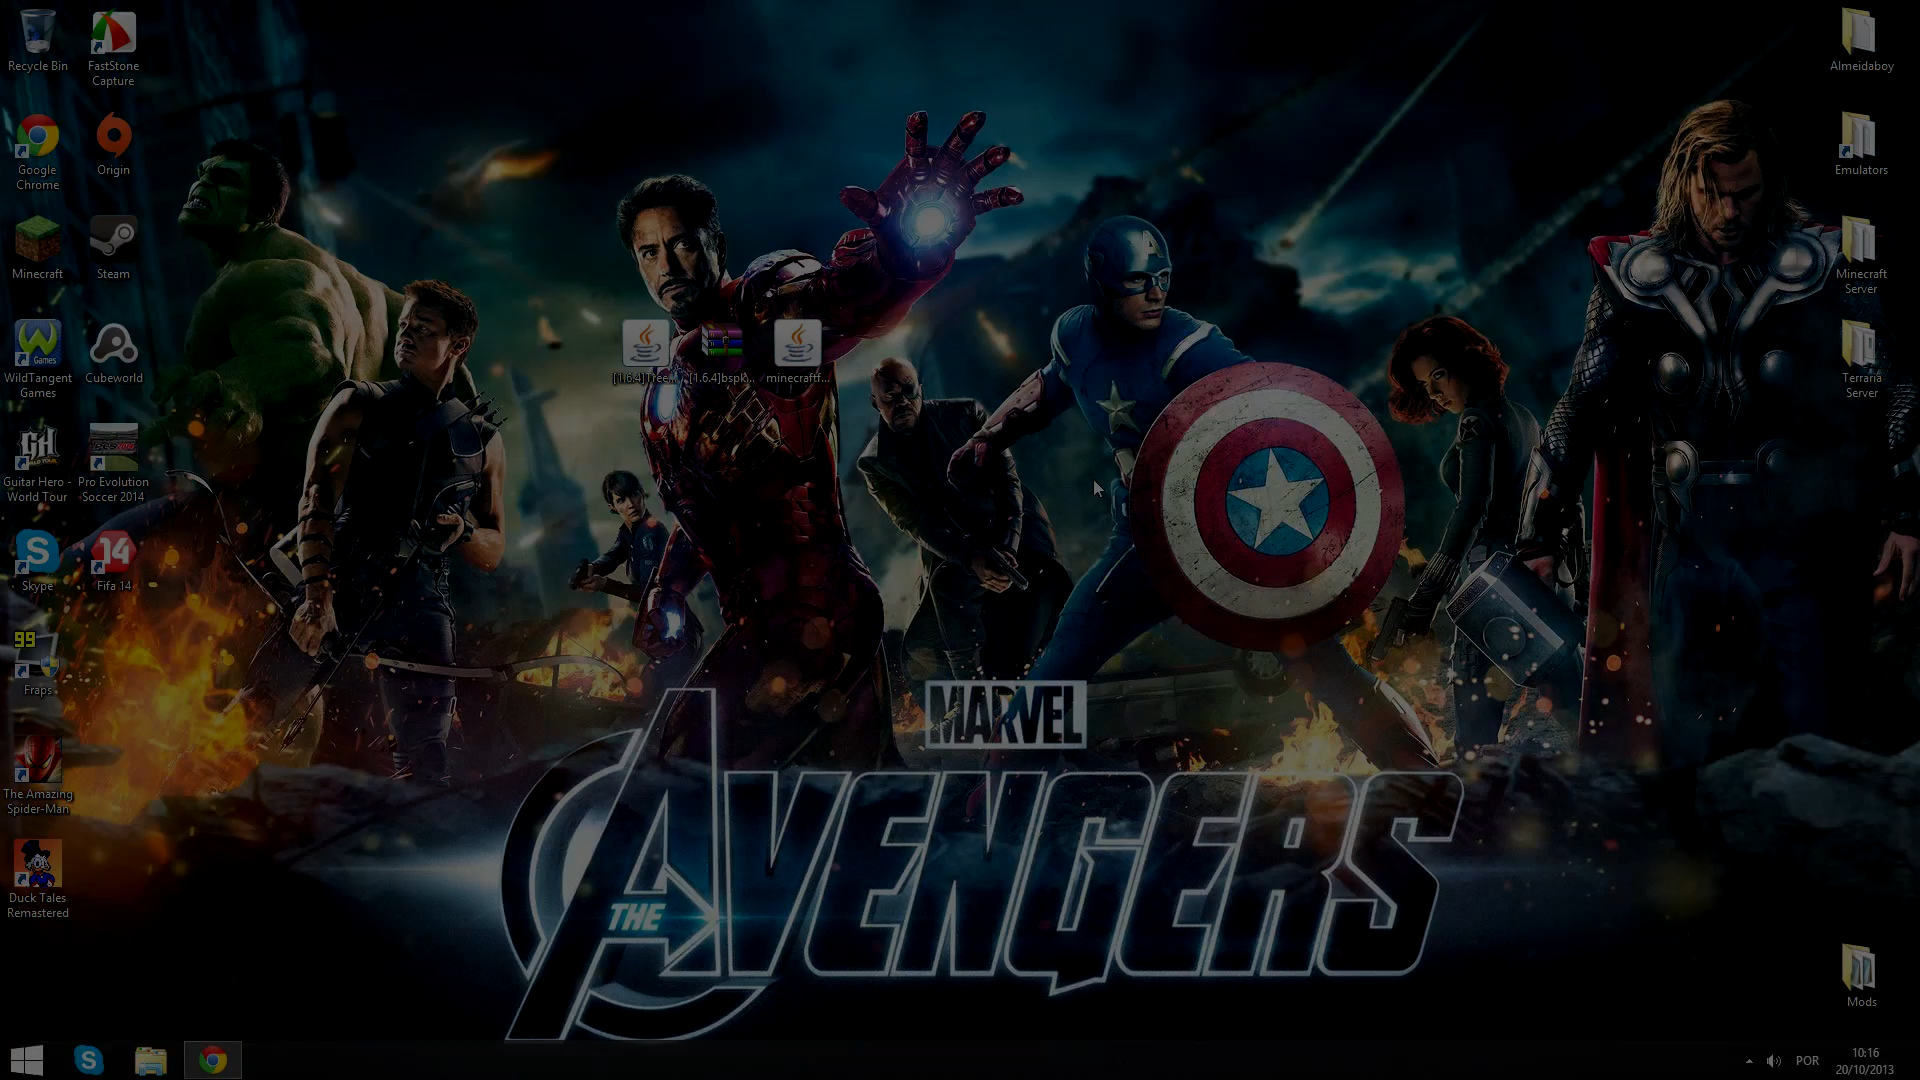 Recycle Bin
FastStone
Capture
Google
Chrome
Origin
Minecraft
Steam
WildTangent
Games
Cubeworld
Guitar Hero -
World Tour
Pro Evolution
Soccer 2014
Skype
Fifa 14
99
Fraps
The Amazing
Spider-Man
Duck Tales
Remastered
[1.6.4]Tree...
[1.6.4]bspk...
minecraftf...
Almeidaboy
Emulators
Minecraft
Server
Terraria
Server
Mods
MARVEL
THE AVENGERS
POR
10:16
20/10/2013